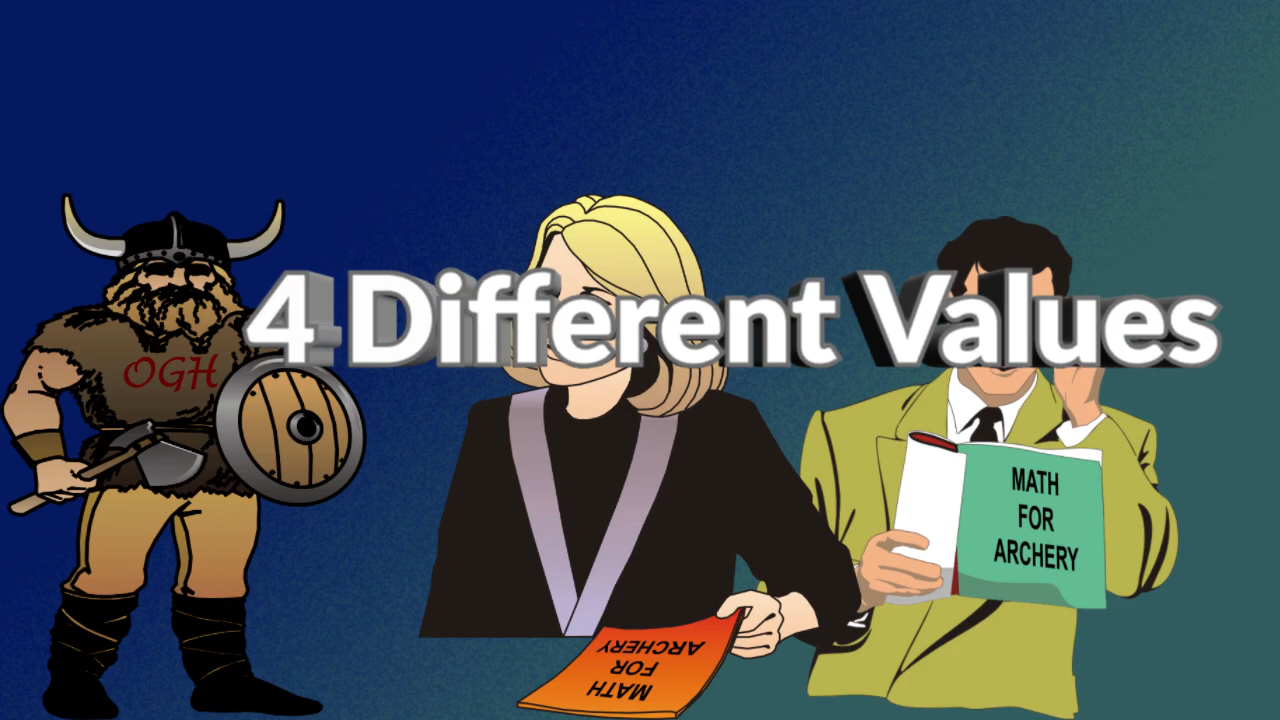 4 Different Values
OGH
MATH
FOR
ARCHERY
MATH
FOR
ARCHERY